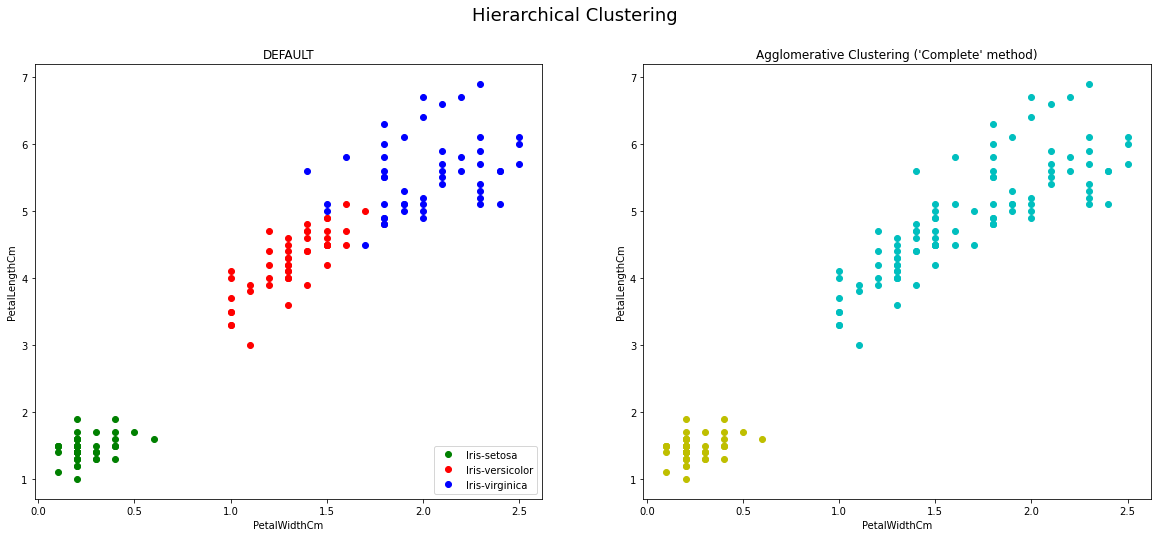 Hierarchical Clustering
DEFAULT
7
6
5
4
3
2
1
PetalLengthCm
0.0
0.5
1.0
1.5
2.0
2.5
PetalWidthCm
Iris-setosa
Iris-versicolor
Iris-virginica
Agglomerative Clustering ('Complete' method)
7
6
5
4
3
2
1
PetalLengthCm
0.0
0.5
1.0
1.5
2.0
2.5
PetalWidthCm